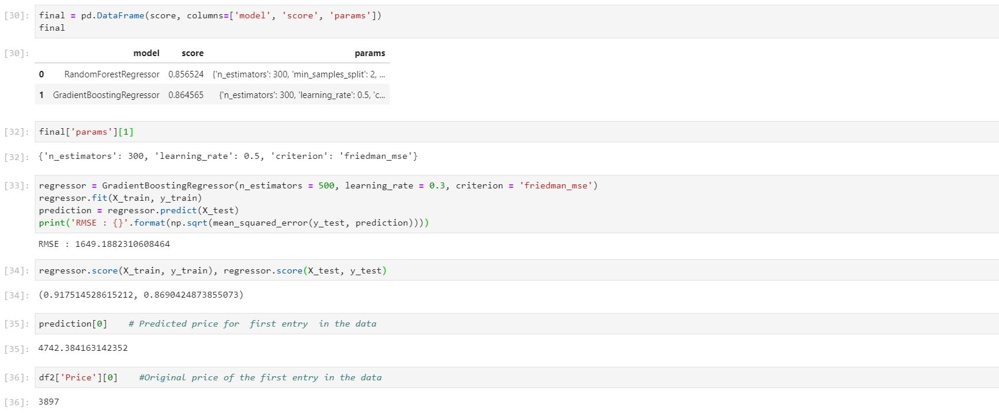 [30]: final = pd.DataFrame(score, columns=['model', 'score', 'params'])
final
[30]: model score params
0 RandomForestRegressor 0.856524 {'n_estimators': 300, 'min_samples_split': 2, ...
1 GradientBoostingRegressor 0.864565 {'n_estimators': 300, 'learning_rate': 0.5, 'c...
[32]: final['params'][1]
[32]: {'n_estimators': 300, 'learning_rate': 0.5, 'criterion': 'friedman_mse'}
[33]: regressor = GradientBoostingRegressor(n_estimators = 500, learning_rate = 0.3, criterion = 'friedman_mse')
regressor.fit(X_train, y_train)
prediction = regressor.predict(X_test)
print('RMSE : {}'.format(np.sqrt(mean_squared_error(y_test, prediction))))
RMSE : 1649.1882310608464
[34]: regressor.score(X_train, y_train), regressor.score(X_test, y_test)
[34]: (0.917514528615212, 0.8690424873855073)
[35]: prediction[0] # Predicted price for first entry in the data
[35]: 4742.384163142352
[36]: df2['Price'][0] #Original price of the first entry in the data
[36]: 3897